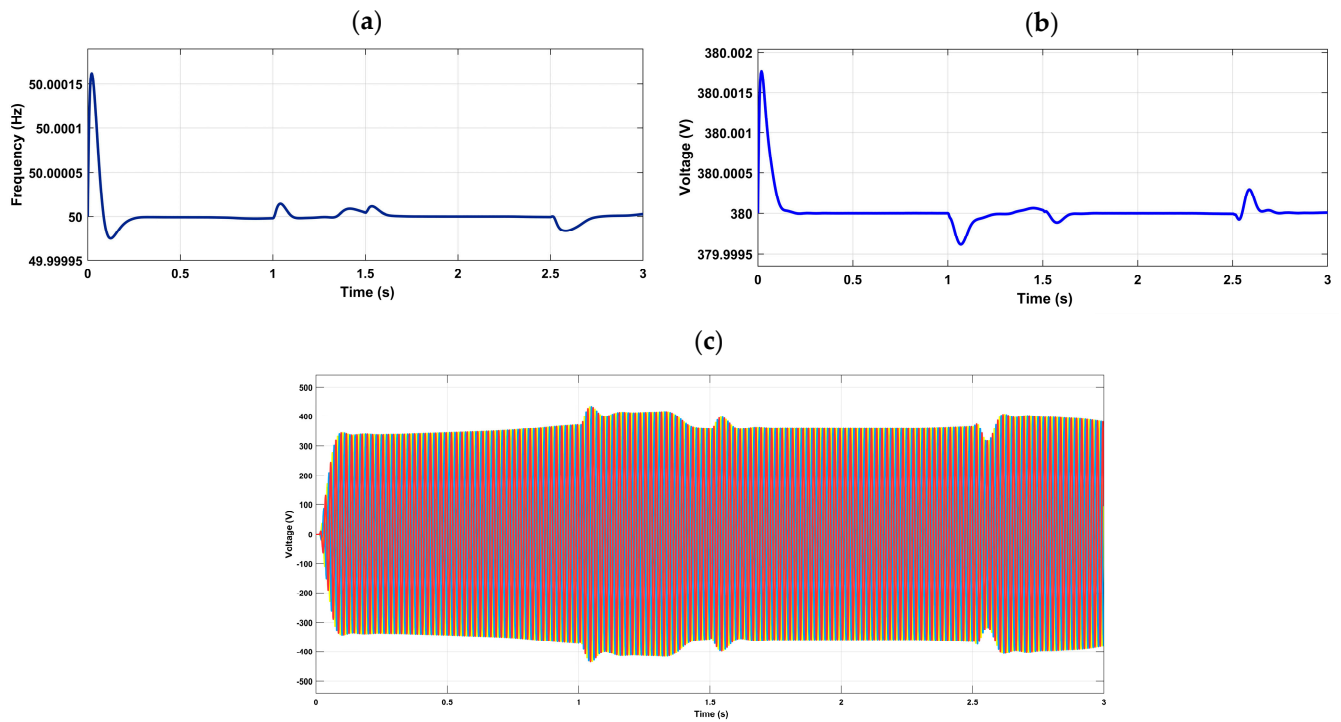 (a)
50.00015
50.0001
50.00005
50
49.99995
Frequency (Hz)
0 0.5 1 1.5 2 2.5 3
Time (s)
(b)
380.002
380.0015
380.001
380.0005
380
379.9995
Voltage (V)
0 0.5 1 1.5 2 2.5 3
Time (s)
(c)
500
400
300
200
100
0
-100
-200
-300
-400
-500
Voltage (V)
0 0.5 1 1.5 2 2.5 3
Time (s)